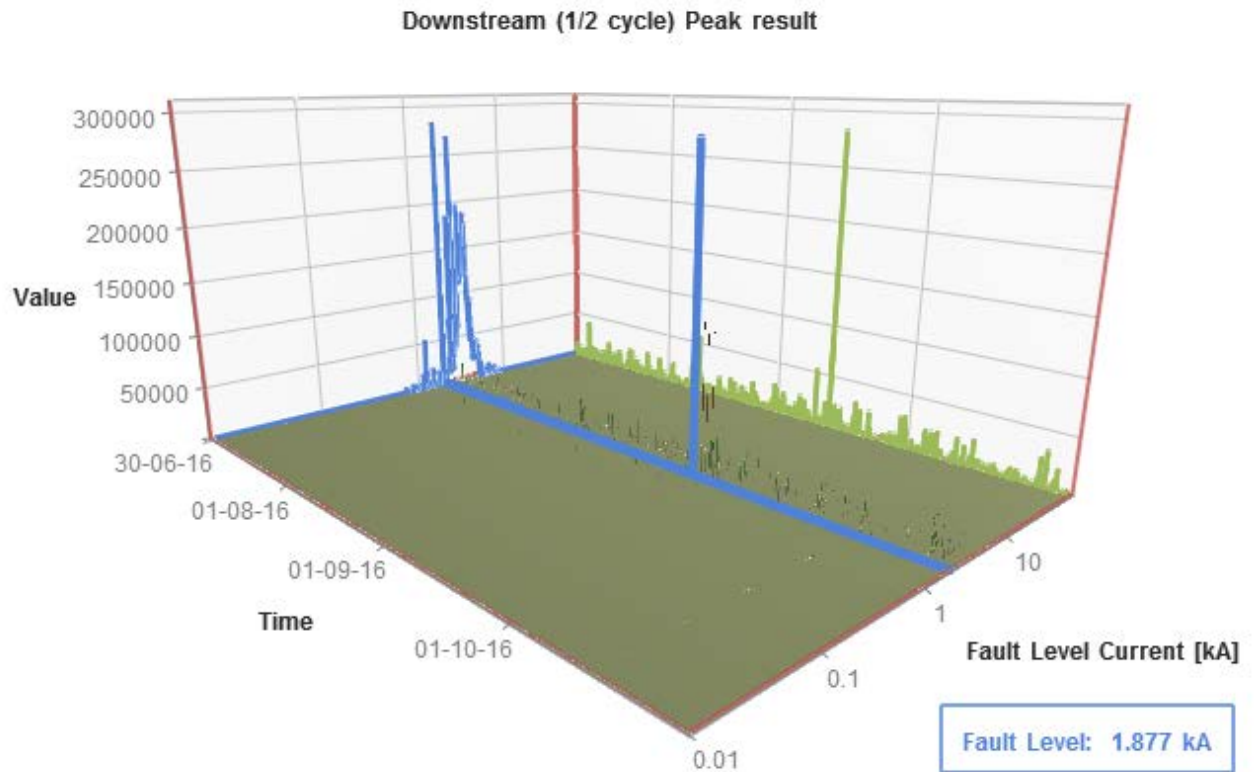 Downstream (1/2 cycle) Peak result
300000
250000
200000
Value
150000
100000
50000
30-06-16
01-08-16
01-09-16
Time
01-10-16
10
1
Fault Level Current [kA]
0.1
0.01
Fault Level: 1.877 kA